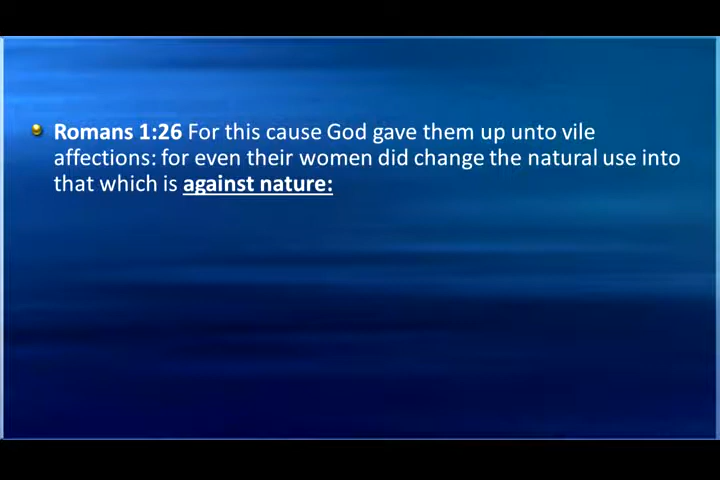 Romans 1:26 For this cause God gave them up unto vile
affections: for even their women did change the natural use into
that which is against nature: